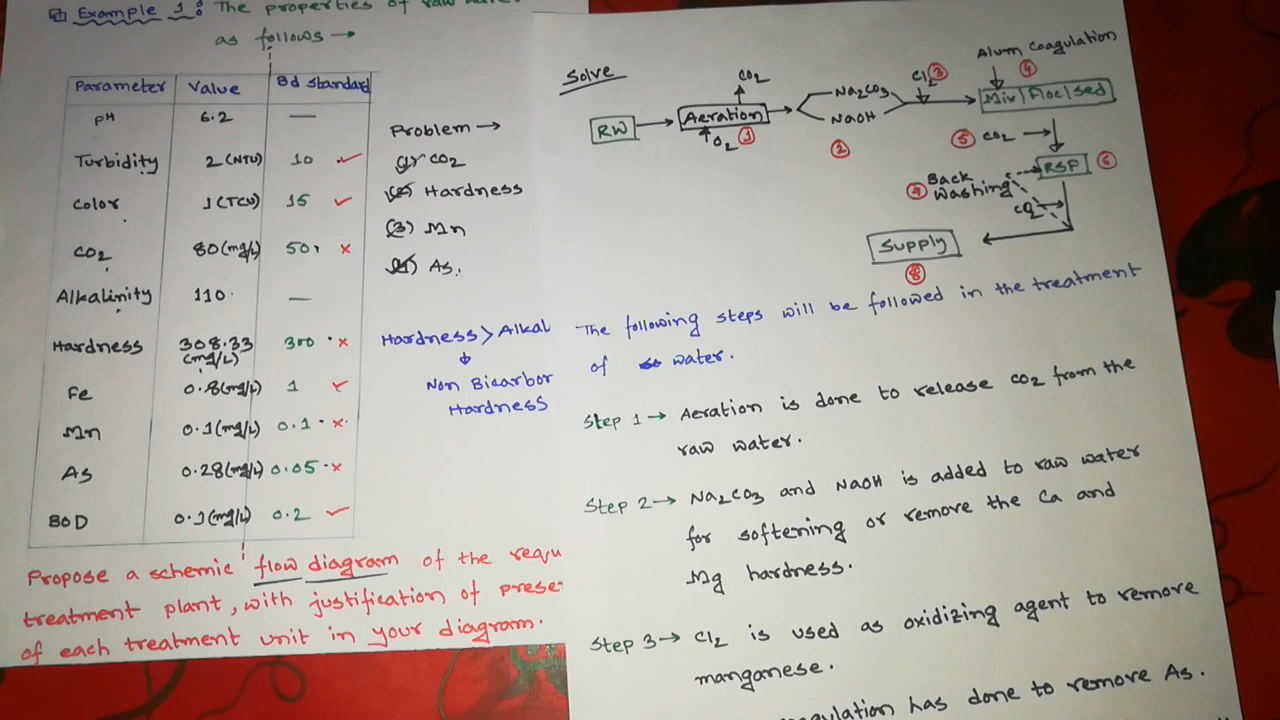 Example 1: The properties of raw
as follows →
Parameter Value Bd standard
pH 6.2 —
Turbidity 2 (NTU) 10 ✓
Color 1 (TCU) 15 ✓
CO2 80 (mg/L) 50 ×
Alkalinity 110 —
Hardness 308.33 (mg/L) 300 ×
Fe 0.8 (mg/L) 1 ✓
Mn 0.1 (mg/L) 0.1 ×
As 0.28 (mg/L) 0.05 ×
BOD 0.1 (mg/L) 0.2 ✓
Problem →
(1) CO2
(2) Hardness
(3) Mn
(4) As.
Hardness > Alkal
Non Bicarbor
Hardness
Propose a schemic flow diagram of the requ
treatment plant, with justification of prese
of each treatment unit in your diagram.
Solve
RW → Aeration → Na2CO3
NaOH
CO2
O2
1
2
Cl2 3
Alum Coagulation
4
Mix/Floc/Sed
5 CO2 →
RSF 6
7 Back
washing
Supply
8
The following steps will be followed in the treatment
of water.
Step 1 → Aeration is done to release CO2 from the
raw water.
Step 2 → Na2CO3 and NaOH is added to raw water
for softening or remove the Ca and
Mg hardness.
Step 3 → Cl2 is used as oxidizing agent to remove
manganese.
has done to remove As.